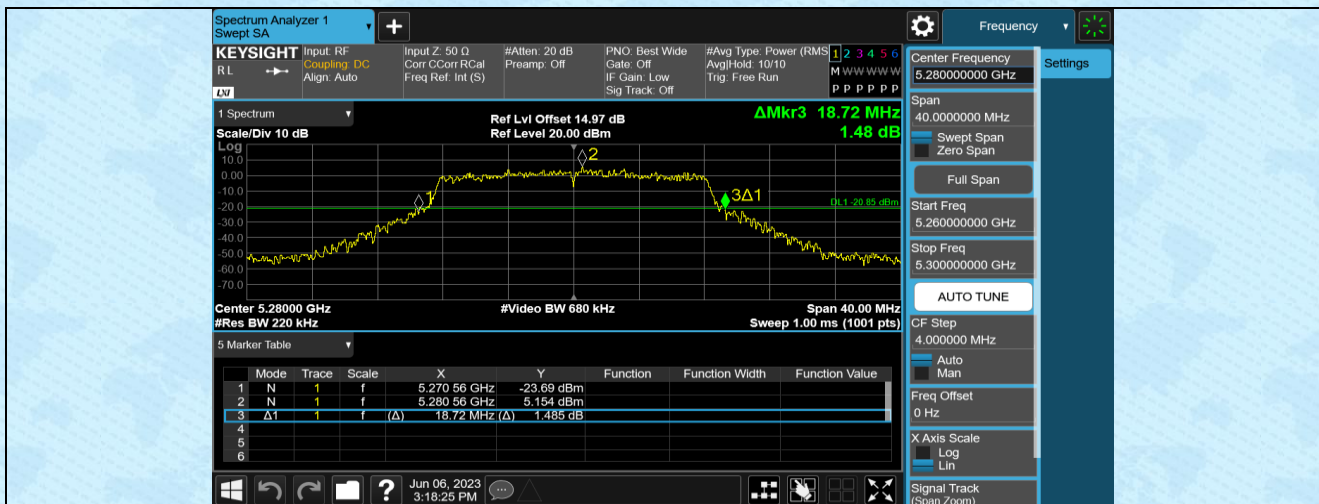 Spectrum Analyzer 1
Swept SA
+
Frequency
KEYSIGHT
R L
LXI
Input: RF
Coupling: DC
Align: Auto
Input Z: 50 Ω
Corr CCorr RCal
Freq Ref: Int (S)
#Atten: 20 dB
Preamp: Off
PNO: Best Wide
Gate: Off
IF Gain: Low
Sig Track: Off
#Avg Type: Power (RMS
Avg|Hold: 10/10
Trig: Free Run
1 2 3 4 5 6
M W W W W W
P P P P P P
1 Spectrum
Scale/Div 10 dB
Ref Lvl Offset 14.97 dB
Ref Level 20.00 dBm
ΔMkr3 18.72 MHz
1.48 dB
Log
10.0
0.00
-10.0
-20.0
-30.0
-40.0
-50.0
-60.0
-70.0
1
2
3Δ1
DL1 -20.85 dBm
Center 5.28000 GHz
#Video BW 680 kHz
Span 40.00 MHz
#Res BW 220 kHz
Sweep 1.00 ms (1001 pts)
5 Marker Table
Mode Trace Scale X Y Function Function Width Function Value
1 N 1 f 5.270 56 GHz -23.69 dBm
2 N 1 f 5.280 56 GHz 5.154 dBm
3 Δ1 1 f (Δ) 18.72 MHz (Δ) 1.485 dB
4
5
6
?
Jun 06, 2023
3:18:25 PM
Center Frequency
5.280000000 GHz
Settings
Span
40.0000000 MHz
Swept Span
Zero Span
Full Span
Start Freq
5.260000000 GHz
Stop Freq
5.300000000 GHz
AUTO TUNE
CF Step
4.000000 MHz
Auto
Man
Freq Offset
0 Hz
X Axis Scale
Log
Lin
Signal Track
(Span Zoom)